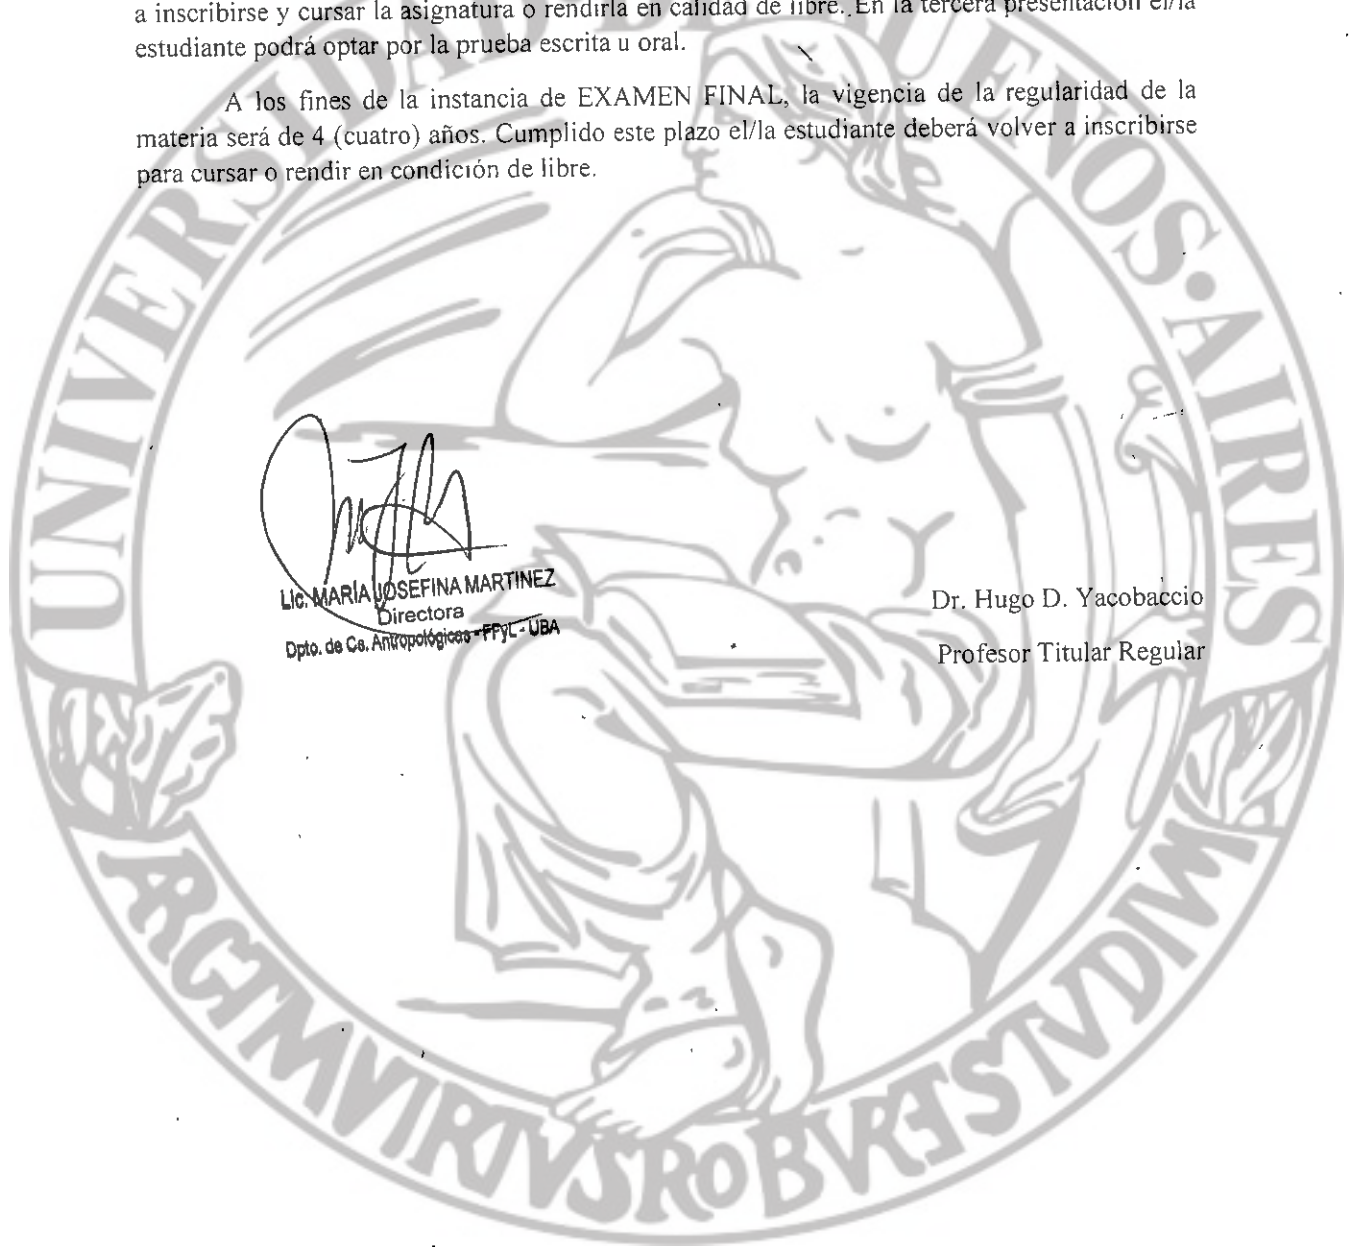 a inscribirse y cursar la asignatura o rendirla en calidad de libre. En la tercera presentación el/la
estudiante podrá optar por la prueba escrita u oral.
A los fines de la instancia de EXAMEN FINAL, la vigencia de la regularidad de la
materia será de 4 (cuatro) años. Cumplido este plazo el/la estudiante deberá volver a inscribirse
para cursar o rendir en condición de libre.
Lic. MARÍA JOSEFINA MARTINEZ
Directora
Dpto. de Cs. Antropológicas - FFyL - UBA
Dr. Hugo D. Yacobaccio
Profesor Titular Regular
UNIVERSIDAD DE BUENOS·AIRES
ARGTMVIRTVSROBVRETSTVDIVM